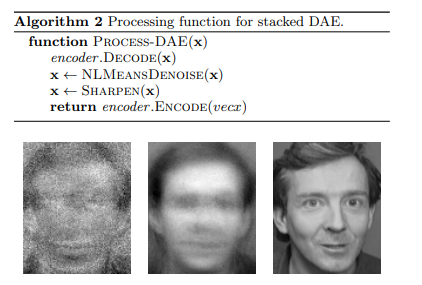 Algorithm 2 Processing function for stacked DAE.
function PROCESS-DAE(x)
encoder.DECODE(x)
x ← NLMEANSDENOISE(x)
x ← SHARPEN(x)
return encoder.ENCODE(vecx)